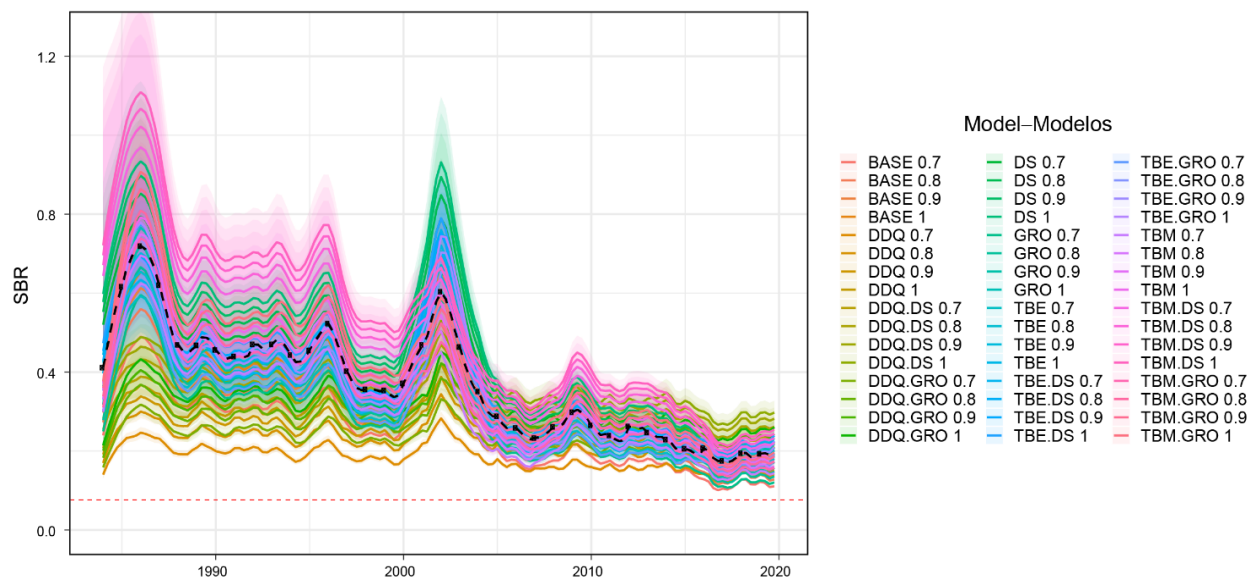 Model–Modelos
SBR
1.2
0.8
0.4
0.0
1990
2000
2010
2020
BASE 0.7
BASE 0.8
BASE 0.9
BASE 1
DDQ 0.7
DDQ 0.8
DDQ 0.9
DDQ 1
DDQ.DS 0.7
DDQ.DS 0.8
DDQ.DS 0.9
DDQ.DS 1
DDQ.GRO 0.7
DDQ.GRO 0.8
DDQ.GRO 0.9
DDQ.GRO 1
DS 0.7
DS 0.8
DS 0.9
DS 1
GRO 0.7
GRO 0.8
GRO 0.9
GRO 1
TBE 0.7
TBE 0.8
TBE 0.9
TBE 1
TBE.DS 0.7
TBE.DS 0.8
TBE.DS 0.9
TBE.DS 1
TBE.GRO 0.7
TBE.GRO 0.8
TBE.GRO 0.9
TBE.GRO 1
TBM 0.7
TBM 0.8
TBM 0.9
TBM 1
TBM.DS 0.7
TBM.DS 0.8
TBM.DS 0.9
TBM.DS 1
TBM.GRO 0.7
TBM.GRO 0.8
TBM.GRO 0.9
TBM.GRO 1